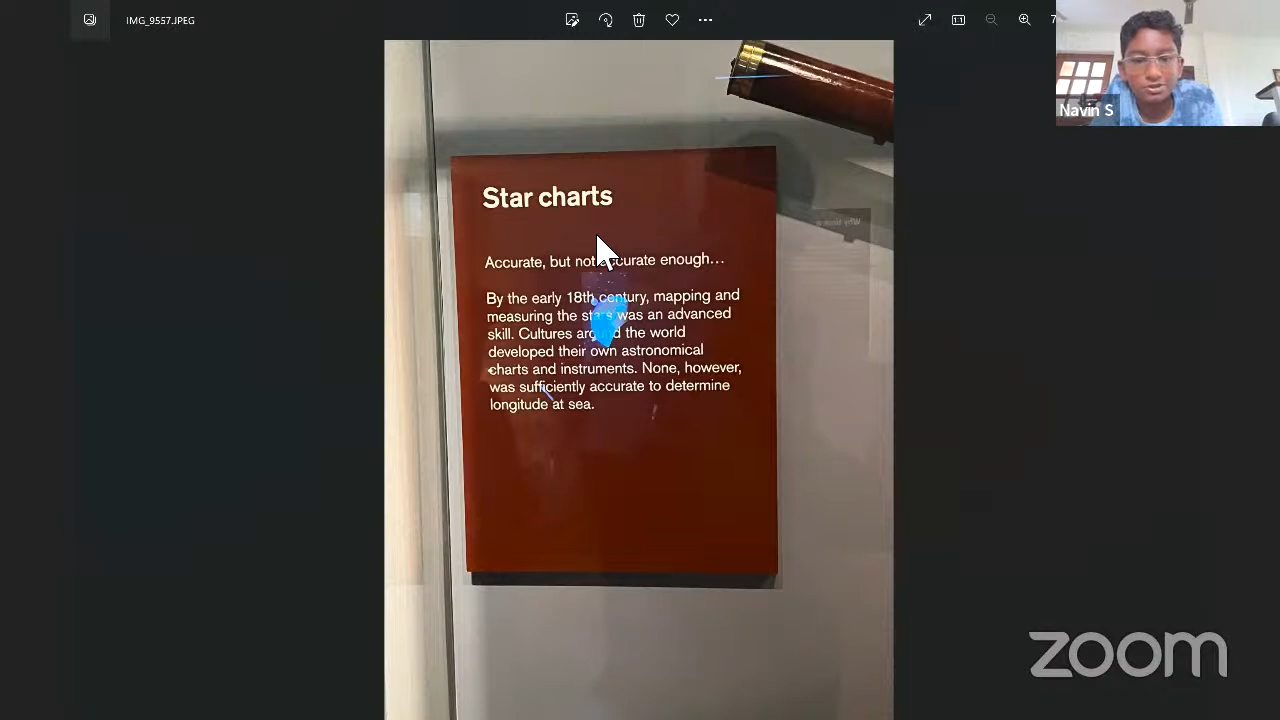 IMG_9557.JPEG
Navin S
Star charts
Accurate, but not accurate enough...
By the early 18th century, mapping and
measuring the stars was an advanced
skill. Cultures around the world
developed their own astronomical
charts and instruments. None, however,
was sufficiently accurate to determine
longitude at sea.
zoom